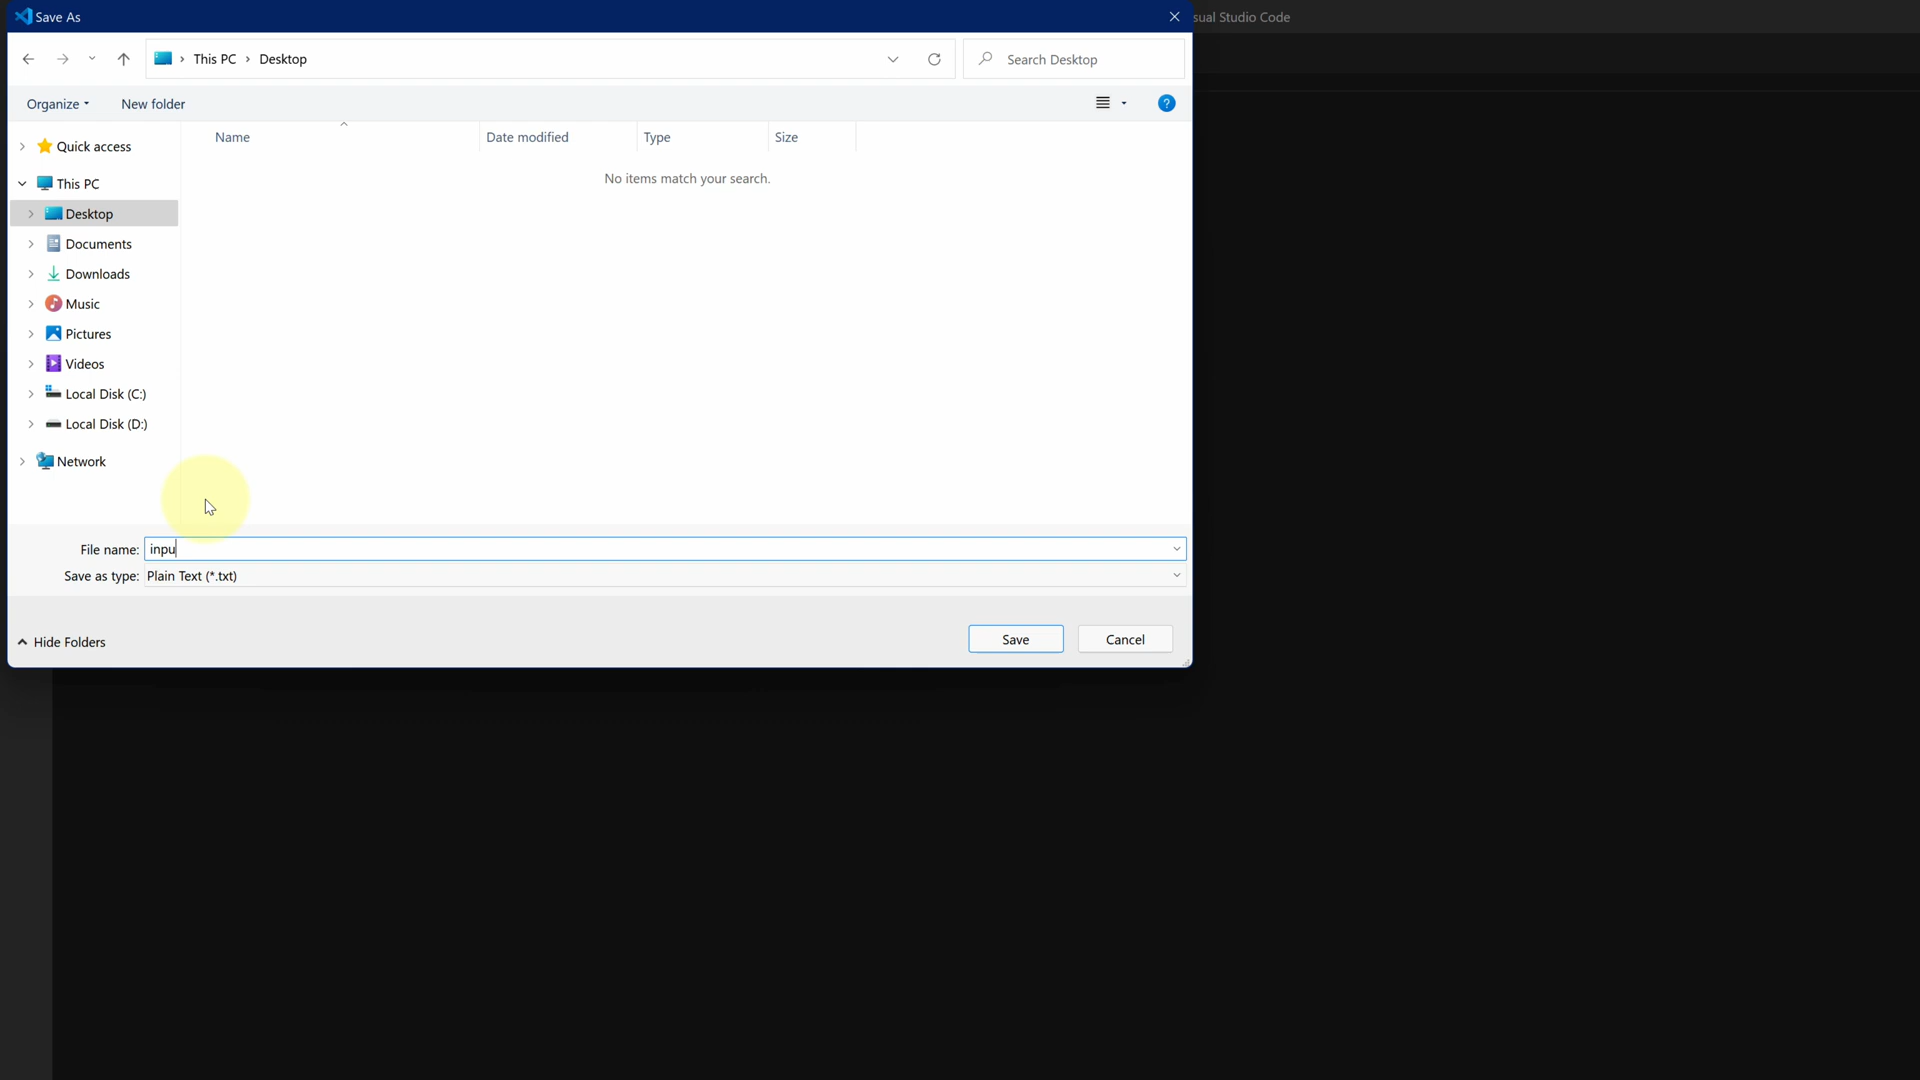 Save As
sual Studio Code
This PC > Desktop
Search Desktop
Organize
New folder
?
Name
Date modified
Type
Size
Quick access
No items match your search.
This PC
Desktop
Documents
Downloads
Music
Pictures
Videos
Local Disk (C:)
Local Disk (D:)
Network
File name: inpu
Save as type: Plain Text (*.txt)
Hide Folders
Save
Cancel